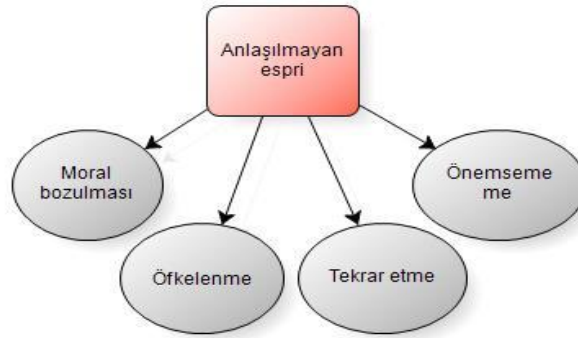 Anlaşılmayan
espri
Moral
bozulması
Öfkelenme
Tekrar etme
Önemseme
me